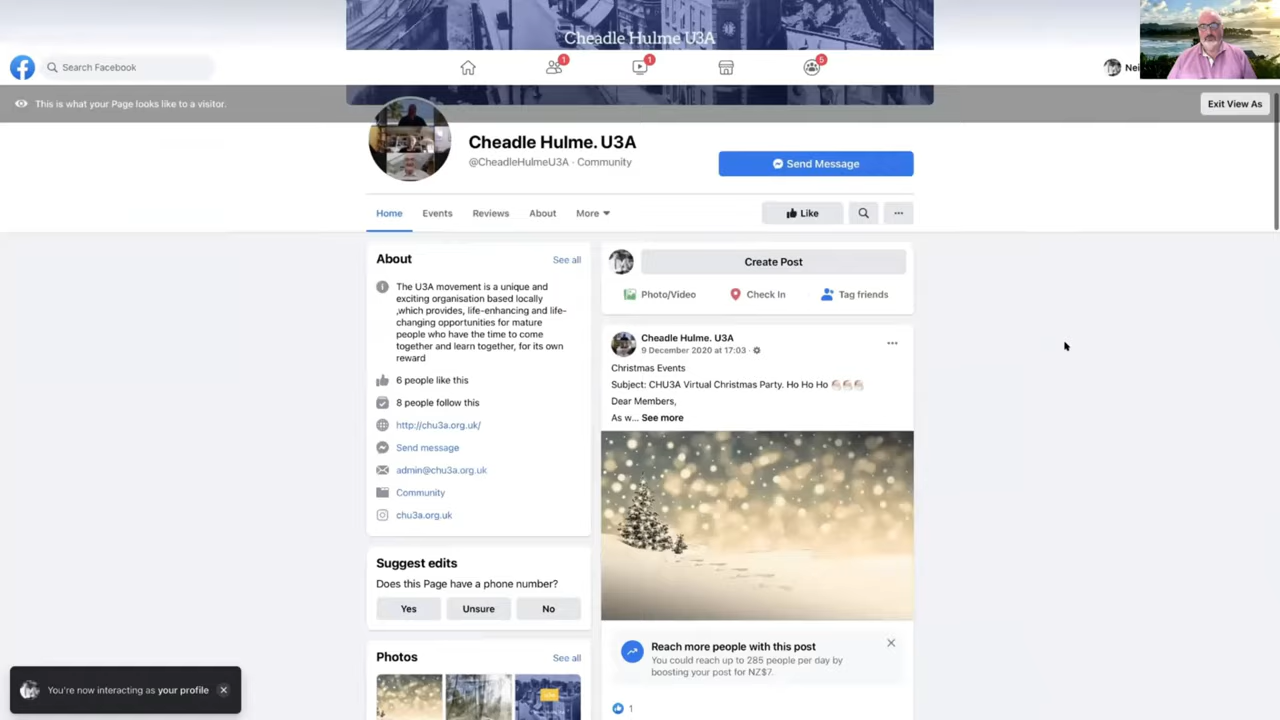 Cheadle Hulme U3A
Search Facebook
1
1
5
This is what your Page looks like to a visitor.
Exit View As
Cheadle Hulme. U3A
@CheadleHulmeU3A · Community
Send Message
Home
Events
Reviews
About
More
Like
About
See all
The U3A movement is a unique and
exciting organisation based locally
,which provides, life-enhancing and life-
changing opportunities for mature
people who have the time to come
together and learn together, for its own
reward
6 people like this
8 people follow this
http://chu3a.org.uk/
Send message
admin@chu3a.org.uk
Community
chu3a.org.uk
Suggest edits
Does this Page have a phone number?
Yes
Unsure
No
Photos
See all
Create Post
Photo/Video
Check In
Tag friends
Cheadle Hulme. U3A
9 December 2020 at 17:03 ·
Christmas Events
Subject: CHU3A Virtual Christmas Party. Ho Ho Ho 🎅🏻🎅🏻🎅🏻
Dear Members,
As w... See more
Reach more people with this post
You could reach up to 285 people per day by
boosting your post for NZ$7.
1
You're now interacting as your profile